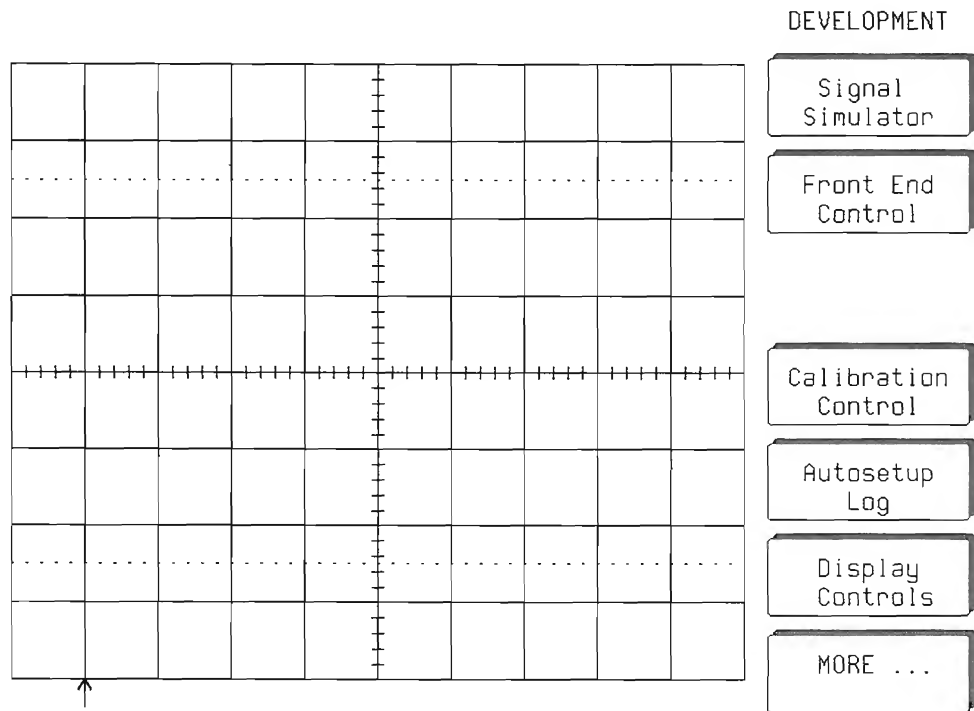 DEVELOPMENT
Signal
Simulator
Front End
Control
Calibration
Control
Autosetup
Log
Display
Controls
MORE ...